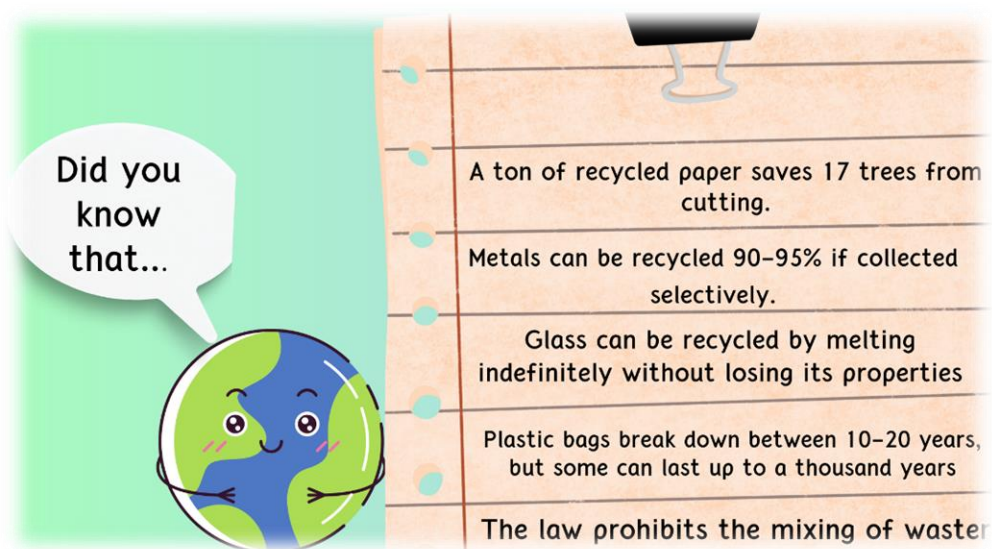 Did you
know
that...
A ton of recycled paper saves 17 trees from
cutting.
Metals can be recycled 90–95% if collected
selectively.
Glass can be recycled by melting
indefinitely without losing its properties
Plastic bags break down between 10–20 years,
but some can last up to a thousand years
The law prohibits the mixing of waster